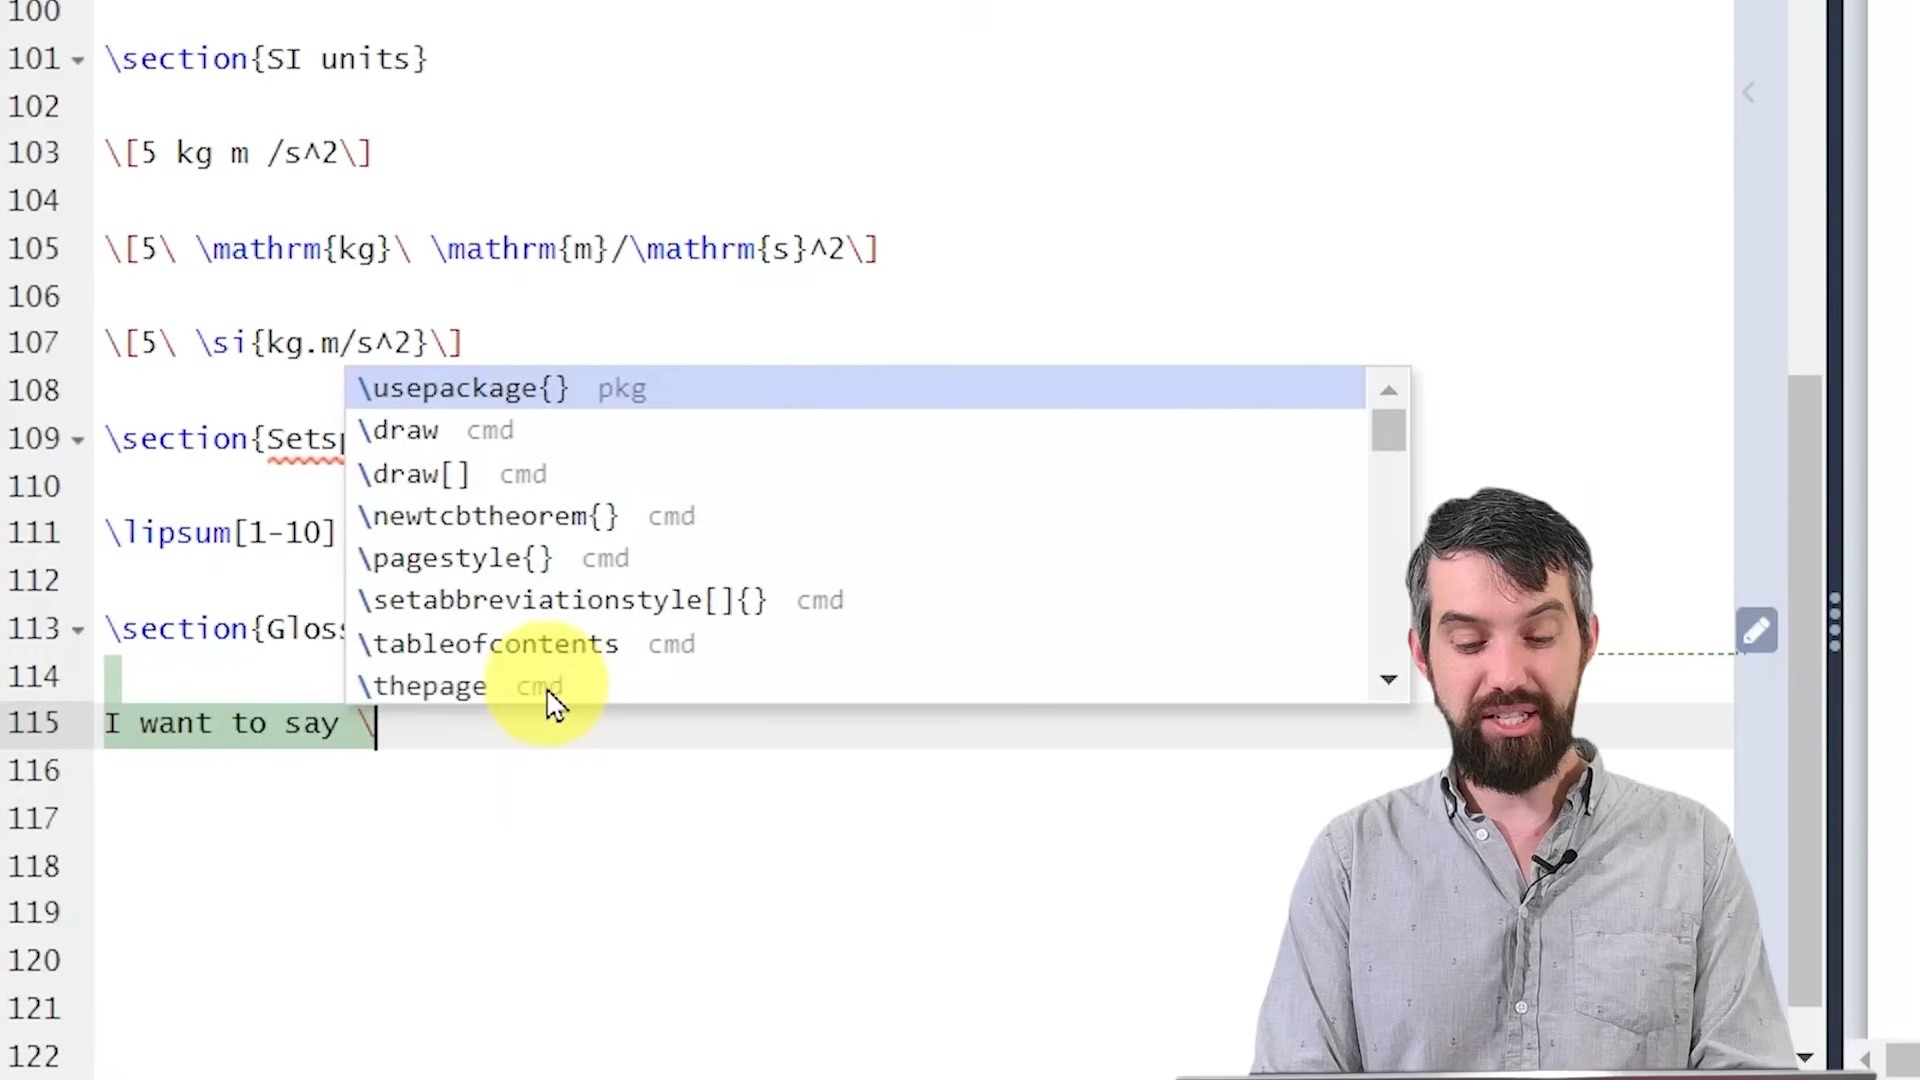 100
101 \section{SI units}
102
103 \[5 kg m /s^2\]
104
105 \[5\ \mathrm{kg}\ \mathrm{m}/\mathrm{s}^2\]
106
107 \[5\ \si{kg.m/s^2}\]
108
\usepackage{} pkg
\draw cmd
109 \section{Sets
\draw[] cmd
110
\newtcbtheorem{} cmd
111 \lipsum[1-10]
\pagestyle{} cmd
112
\setabbreviationstyle[]{} cmd
113 \section{Glos
\tableofcontents cmd
114
\thepage cmd
115 I want to say \
116
117
118
119
120
121
122